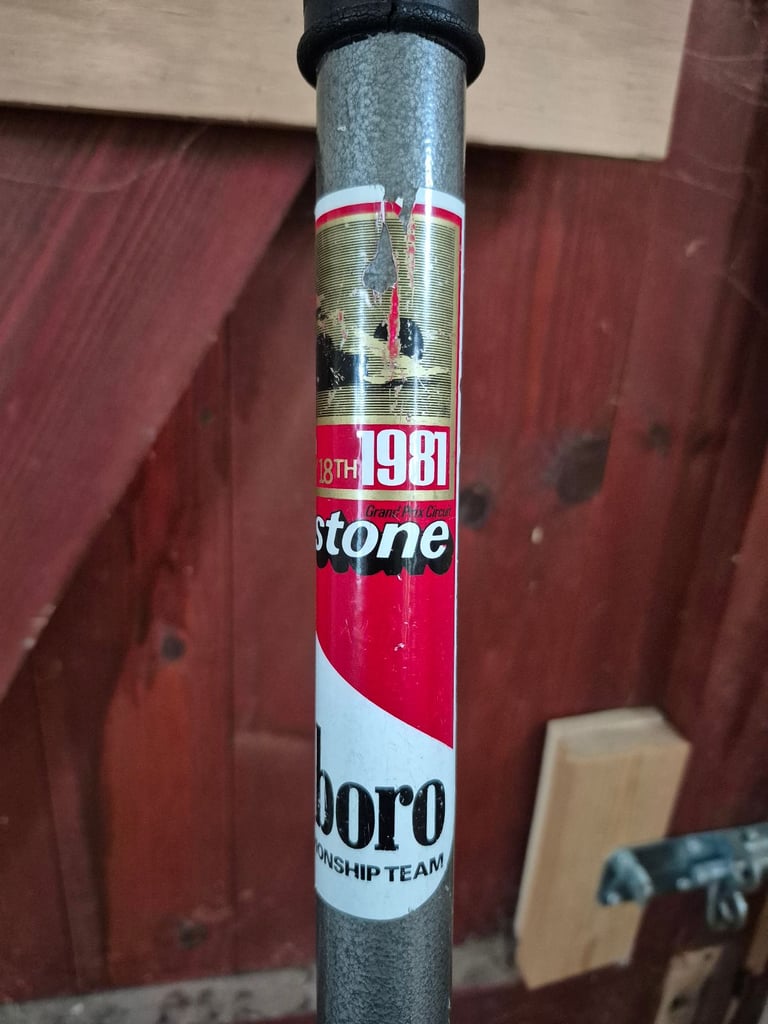 18TH 1981
Grand Prix Circuit
stone
boro
IONSHIP TEAM